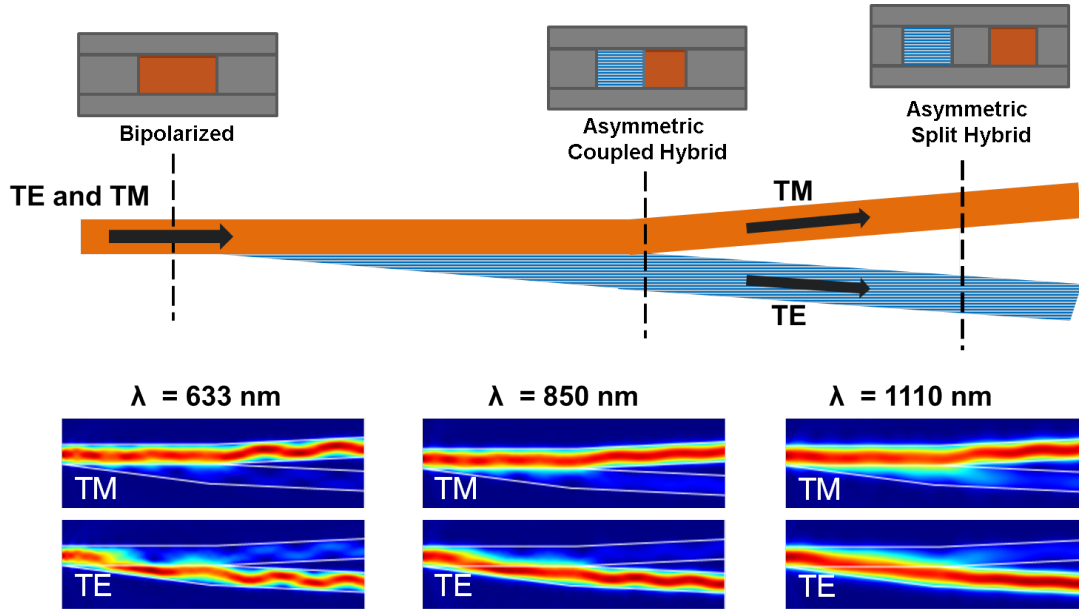 Bipolarized
Asymmetric
Coupled Hybrid
Asymmetric
Split Hybrid
TE and TM
TM
TE
λ = 633 nm
λ = 850 nm
λ = 1110 nm
TM
TM
TM
TE
TE
TE